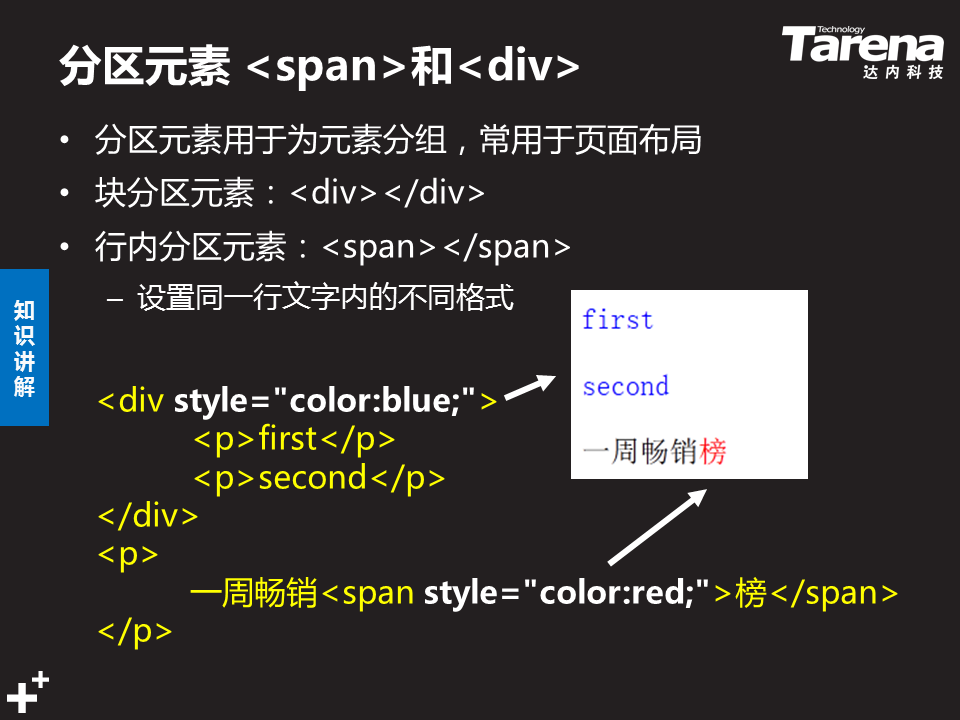 分区元素 <span>和<div>
Technology
Tarena
达内科技
• 分区元素用于为元素分组，常用于页面布局
• 块分区元素：<div></div>
• 行内分区元素：<span></span>
– 设置同一行文字内的不同格式
知识讲解
first
second
一周畅销榜
<div style="color:blue;">
<p>first</p>
<p>second</p>
</div>
<p>
一周畅销<span style="color:red;">榜</span>
</p>